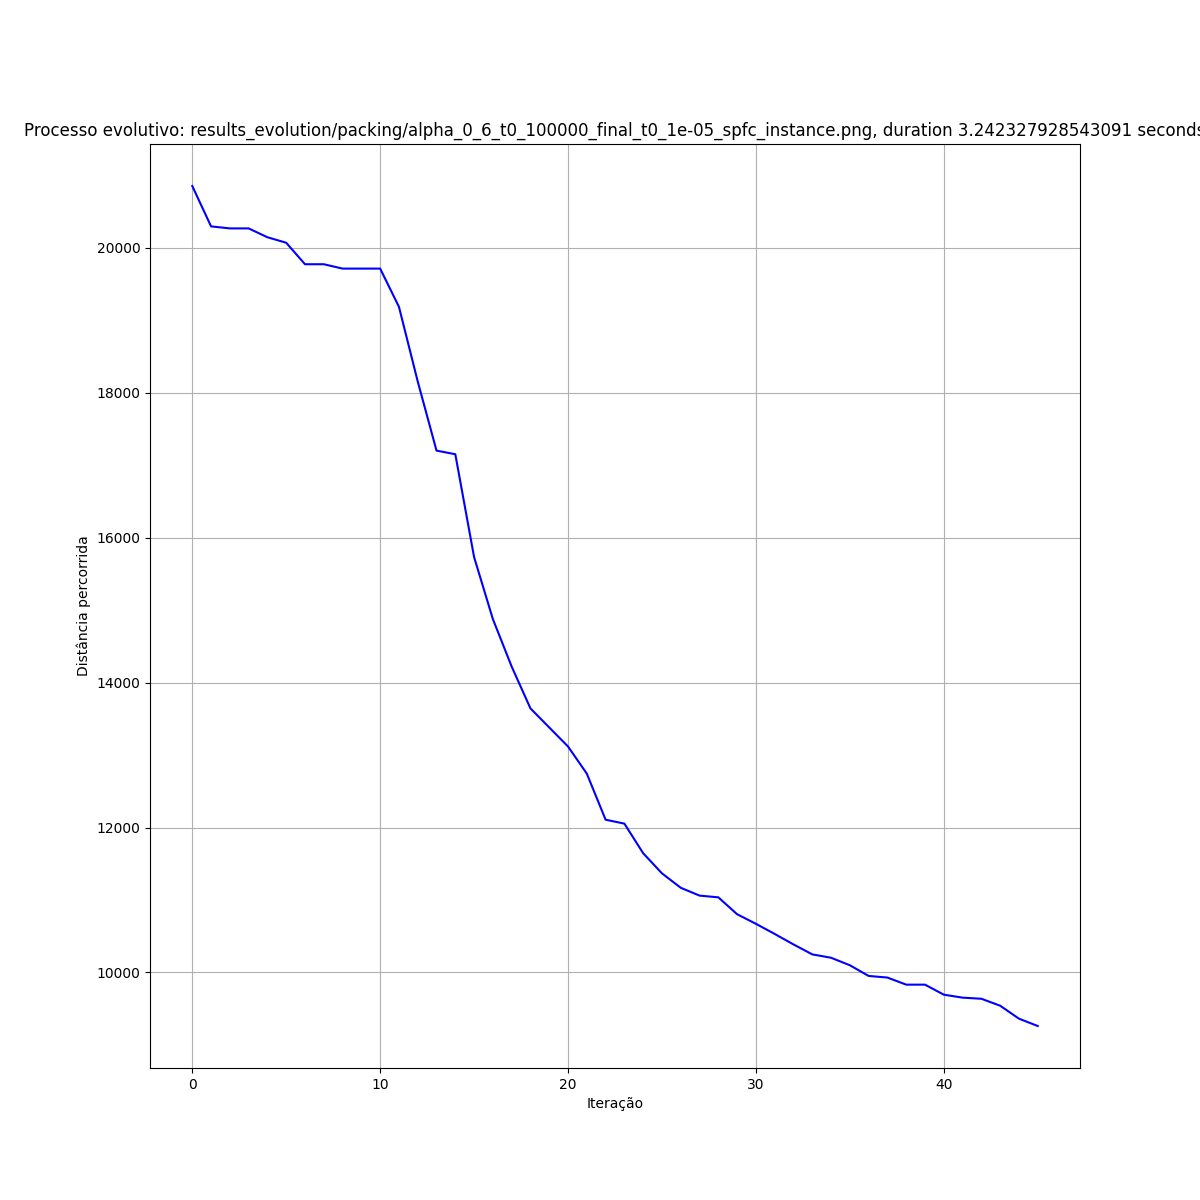 Processo evolutivo: results_evolution/packing/alpha_0_6_t0_100000_final_t0_1e-05_spfc_instance.png, duration 3.242327928543091 seconds
20000
18000
16000
14000
12000
10000
Distância percorrida
0 10 20 30 40
Iteração